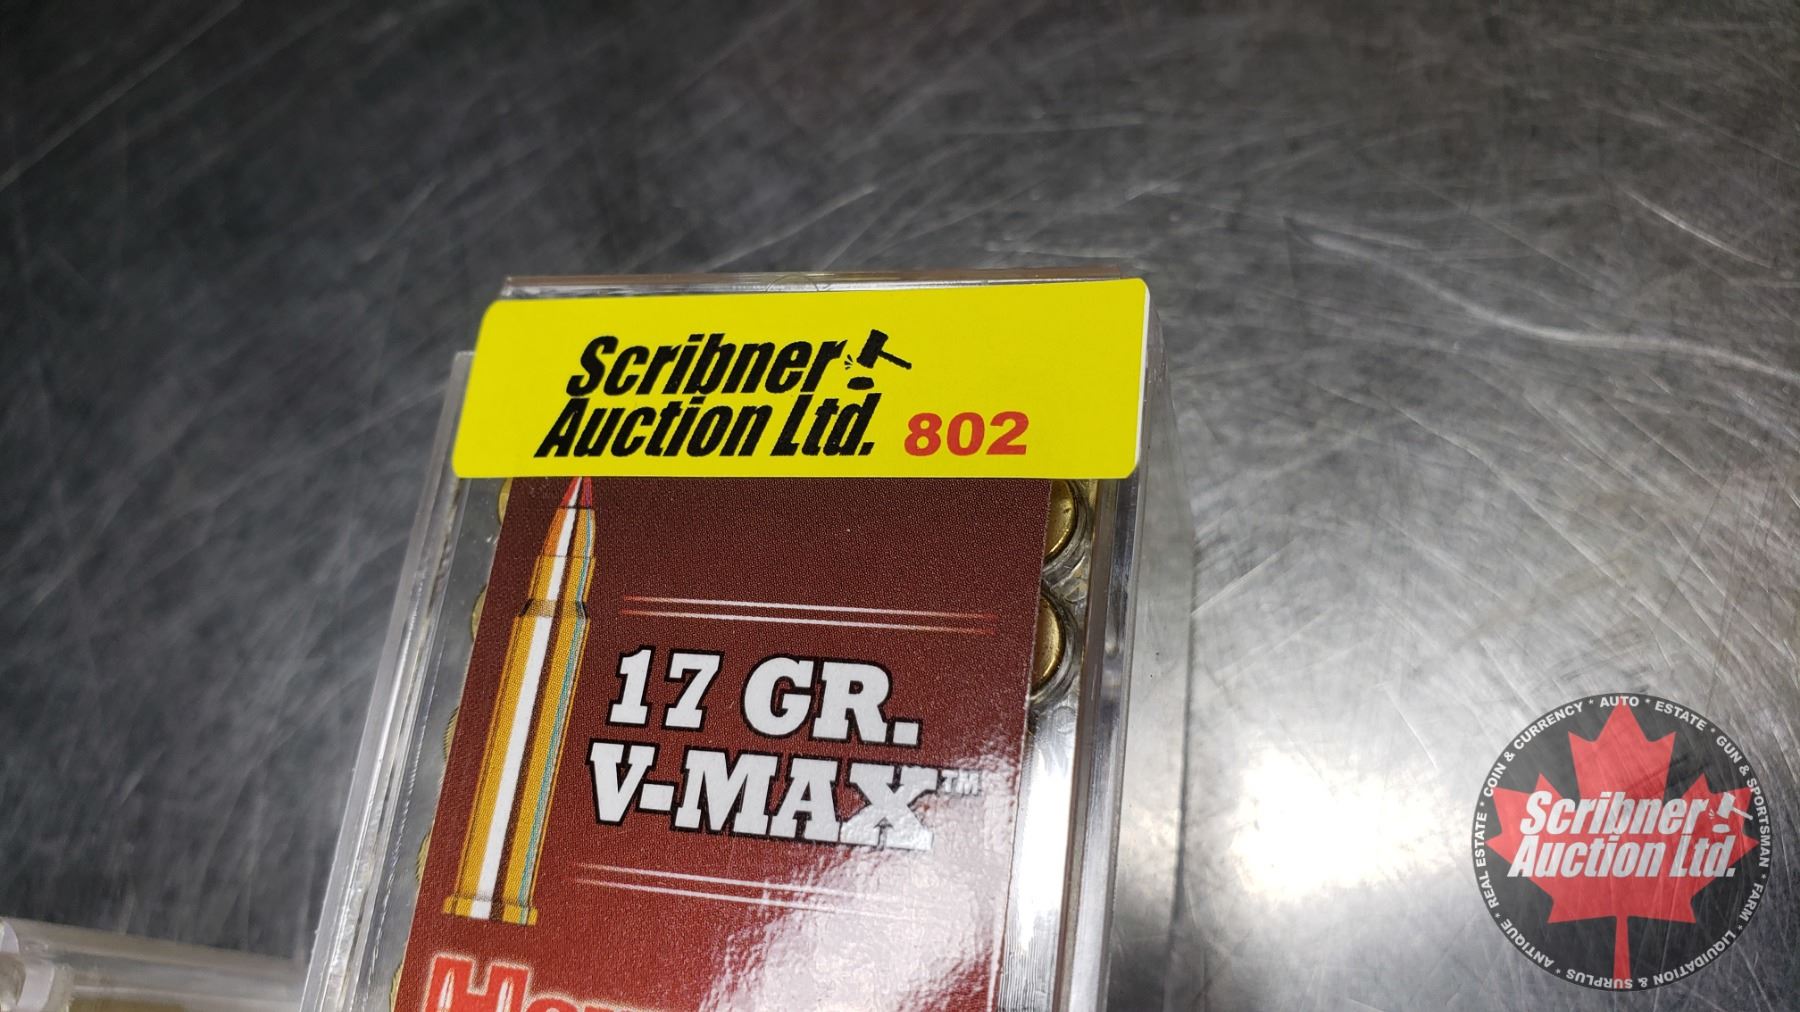 Scribner
Auction Ltd. 802
17 GR.
V-MAX™
Scribner
Auction Ltd.
* AUTO * ESTATE * GUN & SPORTSMAN * FARM * LIQUIDATION & SURPLUS * ANTIQUE * REAL ESTATE * COIN & CURRENCY